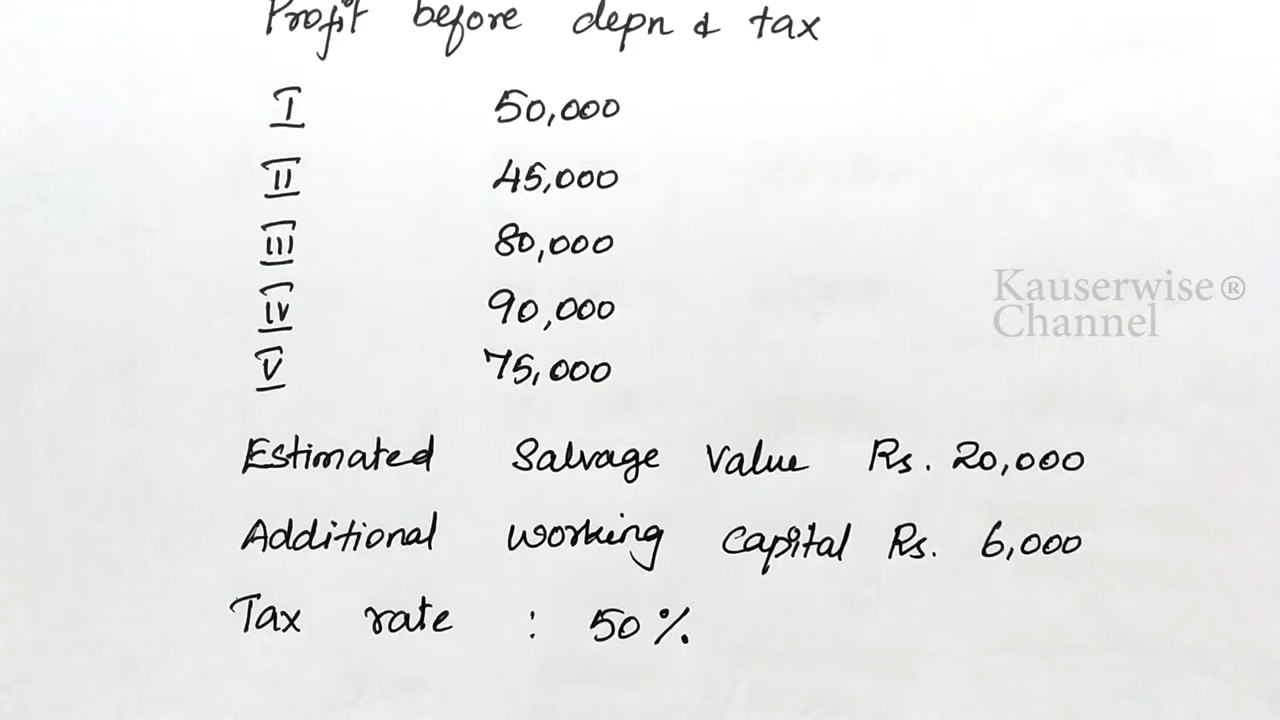 Profit before depn & tax
I 50,000
II 45,000
III 80,000
IV 90,000
V 75,000
Kauserwise®
Channel
Estimated Salvage Value Rs. 20,000
Additional working capital Rs. 6,000
Tax rate : 50%